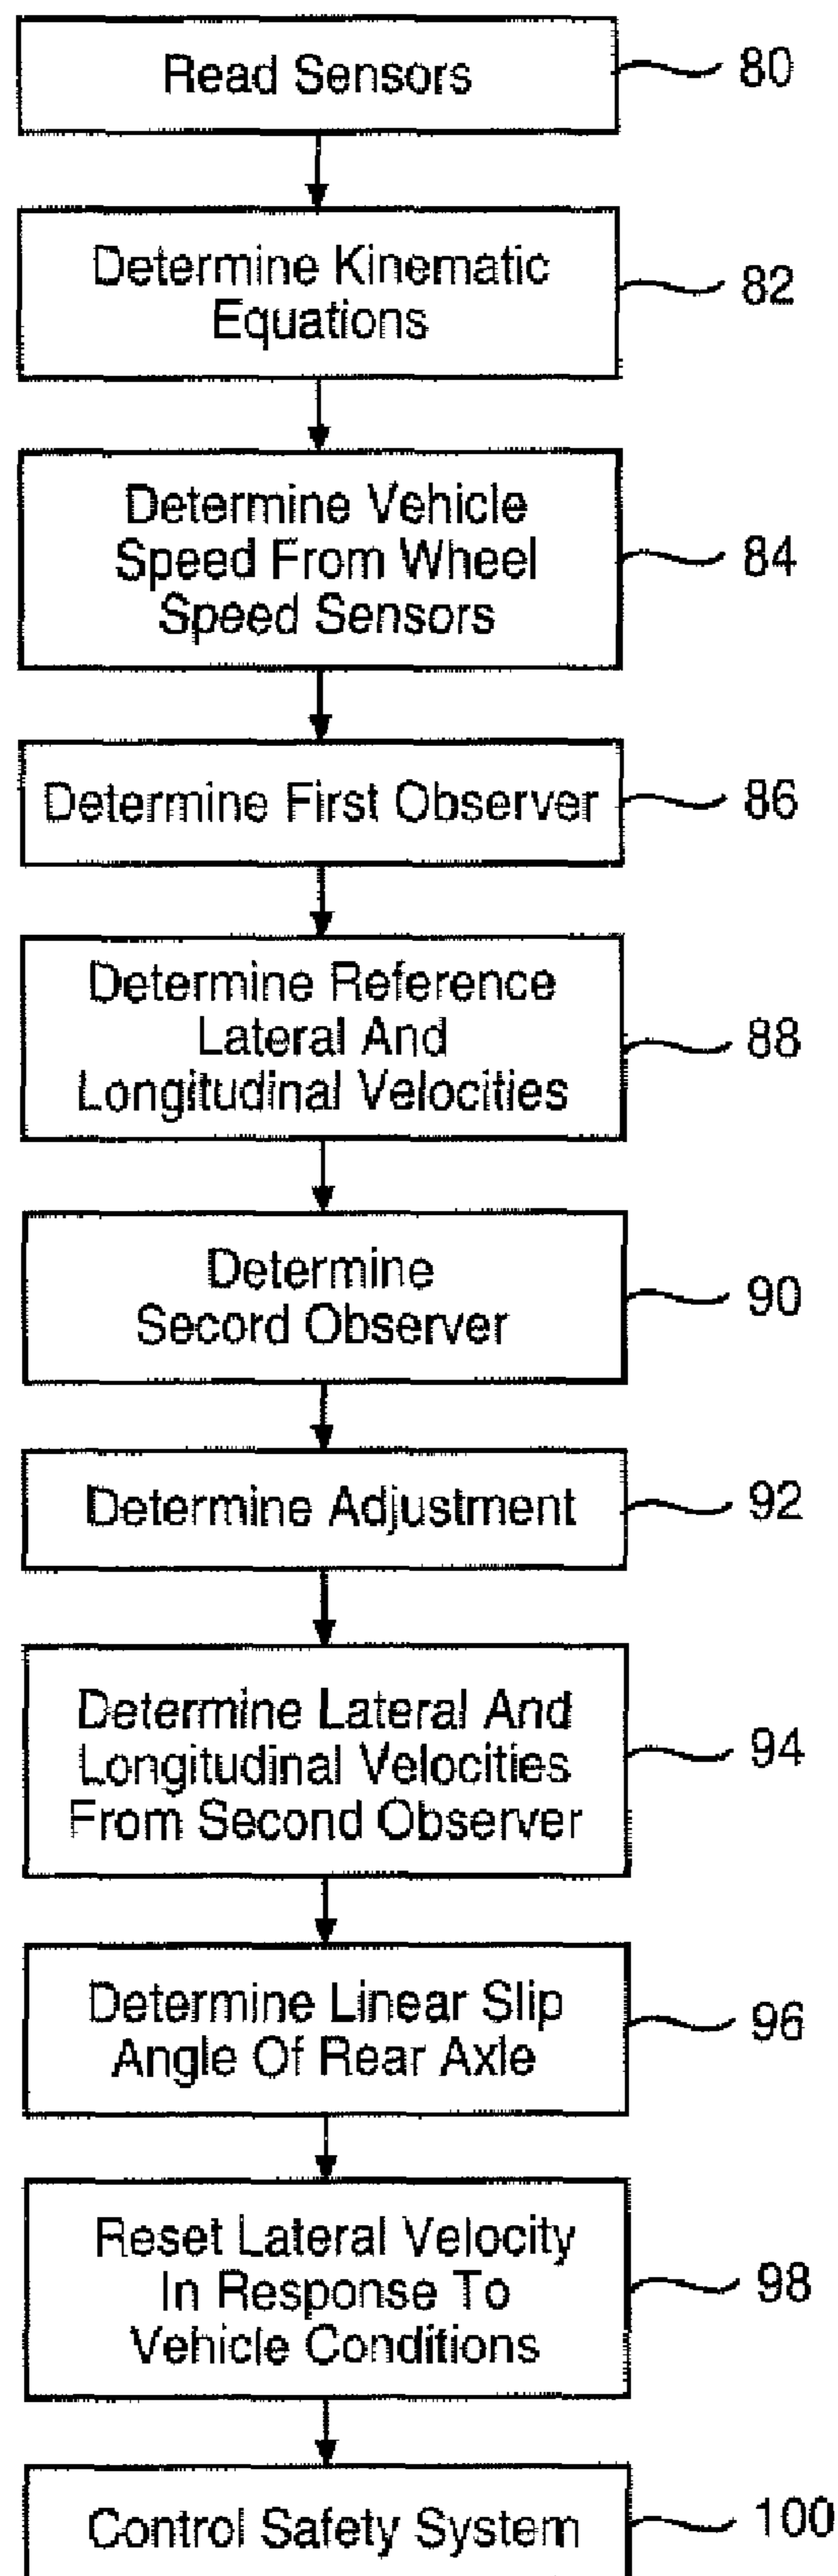 Read Sensors
80
Determine Kinematic
Equations
82
Determine Vehicle
Speed From Wheel
Speed Sensors
84
Determine First Observer
86
Determine Reference
Lateral And
Longitudinal Velocities
88
Determine
Secord Observer
90
Determine Adjustment
92
Determine Lateral And
Longitudinal Velocities
From Second Observer
94
Determine Linear Slip
Angle Of Rear Axle
96
Reset Lateral Velocity
In Response To
Vehicle Conditions
98
Control Safety System
100